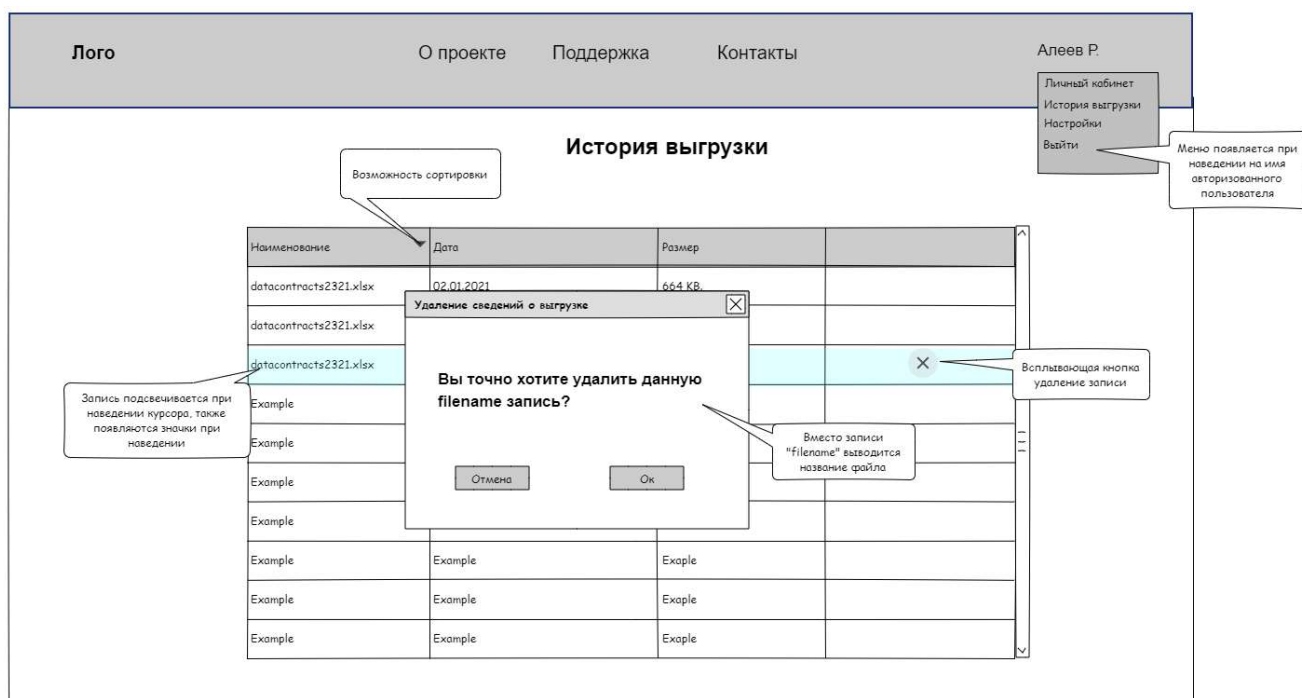 Лого
О проекте
Поддержка
Контакты
Алеев Р.
Личный кабинет
История выгрузки
Настройки
Выйти
Меню появляется при
наведении на имя
авторизованного
пользователя
История выгрузки
Возможность сортировки
Наименование
Дата
Размер
datacontracts2321.xlsx
02.01.2021
664 KB.
datacontracts2321.xlsx
datacontracts2321.xlsx
Удаление сведений о выгрузке
Вы точно хотите удалить данную
filename запись?
Отмена
Ок
Всплывающая кнопка
удаление записи
Запись подсвечивается при
наведении курсора, также
появляются значки при
наведении
Вместо записи
"filename" выводится
название файла
Example
Example
Example
Example
Example
Example
Exaple
Example
Example
Exaple
Example
Example
Exaple